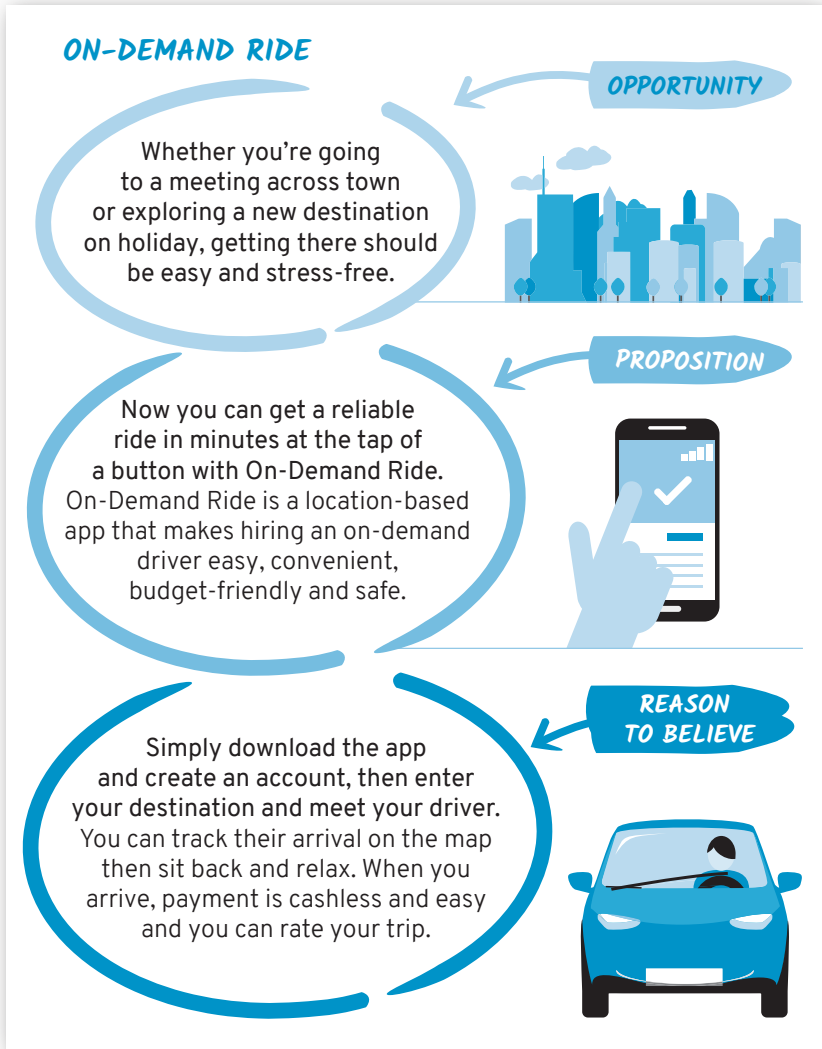 ON-DEMAND RIDE
OPPORTUNITY
Whether you’re going
to a meeting across town
or exploring a new destination
on holiday, getting there should
be easy and stress-free.
PROPOSITION
Now you can get a reliable
ride in minutes at the tap of
a button with On-Demand Ride.
On-Demand Ride is a location-based
app that makes hiring an on-demand
driver easy, convenient,
budget-friendly and safe.
REASON
TO BELIEVE
Simply download the app
and create an account, then enter
your destination and meet your driver.
You can track their arrival on the map
then sit back and relax. When you
arrive, payment is cashless and easy
and you can rate your trip.